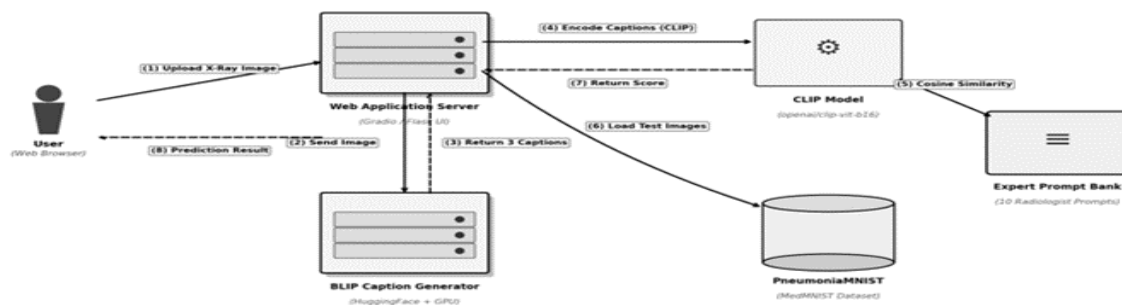 (4) Encode Captions (CLIP)
(1) Upload X-Ray Image
(7) Return Score
(5) Cosine Similarity
CLIP Model
(openai/clip-vit-b16)
Web Application Server
(Gradio / Flask UI)
(6) Load Test Images
User
(Web Browser)
(8) Prediction Result
(2) Send Image
(3) Return 3 Captions
Expert Prompt Bank
(10 Radiologist Prompts)
BLIP Caption Generator
(HuggingFace + GPU)
PneumoniaMNIST
(MedMNIST Dataset)